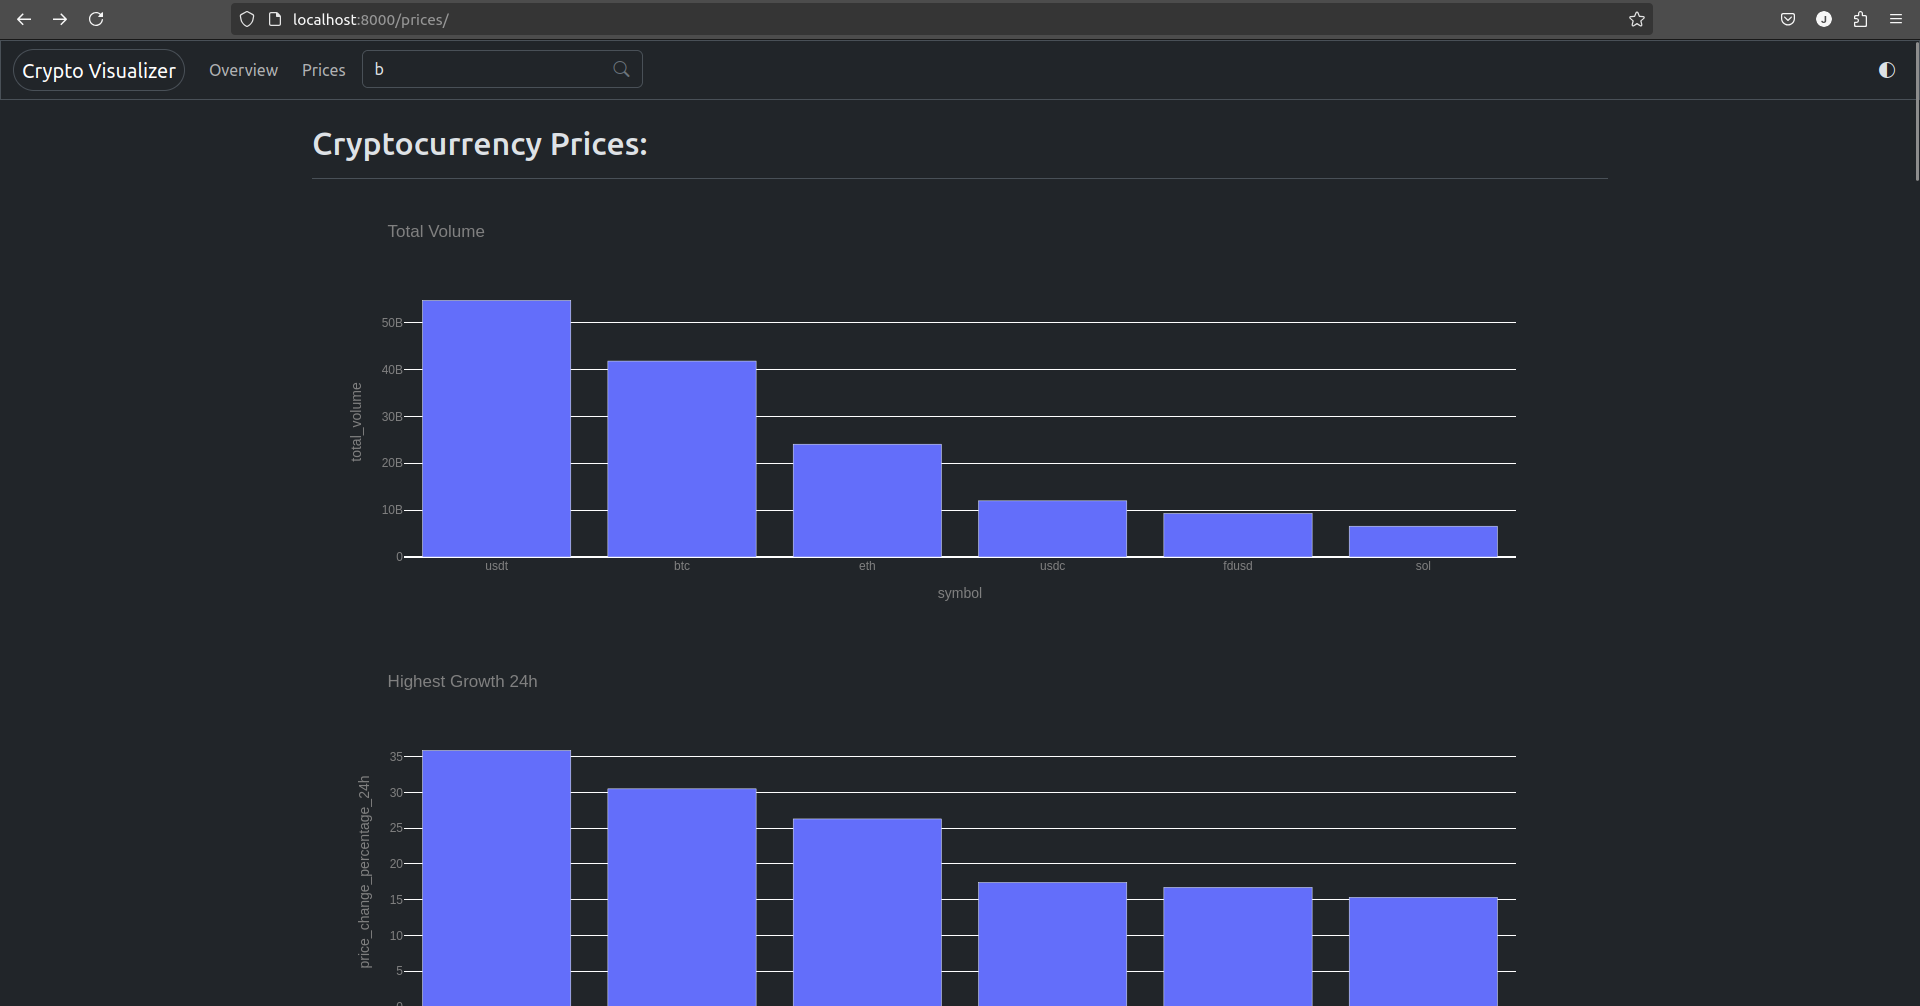 localhost:8000/prices/
J
Crypto Visualizer Overview Prices b
Cryptocurrency Prices:
Total Volume
50B
40B
30B
20B
10B
0
total_volume
usdt btc eth usdc fdusd sol
symbol
Highest Growth 24h
35
30
25
20
15
10
5
0
price_change_percentage_24h